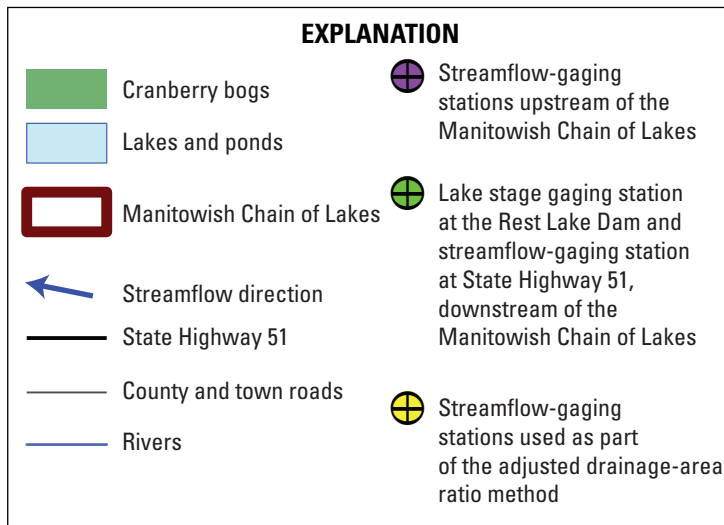 EXPLANATION
Cranberry bogs
Lakes and ponds
Manitowish Chain of Lakes
Streamflow direction
State Highway 51
County and town roads
Rivers
Streamflow-gaging
stations upstream of the
Manitowish Chain of Lakes
Lake stage gaging station
at the Rest Lake Dam and
streamflow-gaging station
at State Highway 51,
downstream of the
Manitowish Chain of Lakes
Streamflow-gaging
stations used as part
of the adjusted drainage-area
ratio method